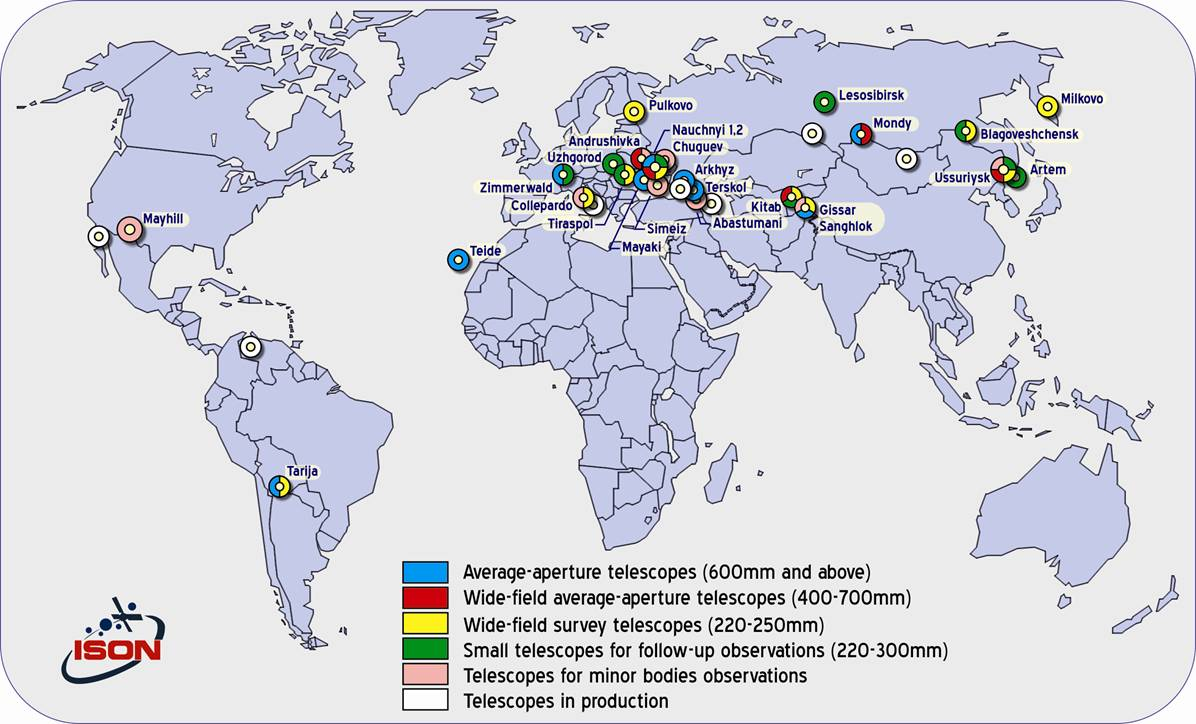 Pulkovo
Lesosibirsk
Milkovo
Nauchnyi 1,2
Mondy
Blagoveshchensk
Andrushivka
Chuguev
Uzhgorod
Arkhyz
Artem
Ussuriysk
Zimmerwald
Terskol
Collepardo
Kitab
Gissar
Mayhill
Tiraspol
Simeiz
Abastumani
Sanghlok
Mayaki
Teide
Tarija
Average-aperture telescopes (600mm and above)
Wide-field average-aperture telescopes (400-700mm)
Wide-field survey telescopes (220-250mm)
Small telescopes for follow-up observations (220-300mm)
Telescopes for minor bodies observations
Telescopes in production
ISON